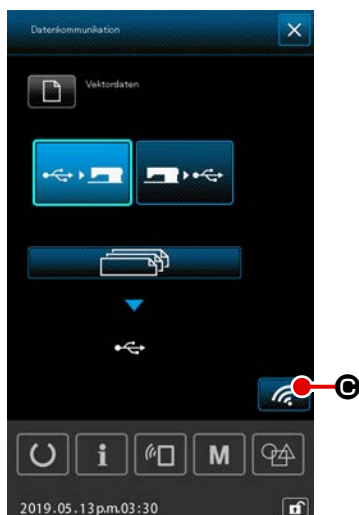 Datenkommunikation
Vektordaten
C
i
M
2019.05.13p.m.03:30